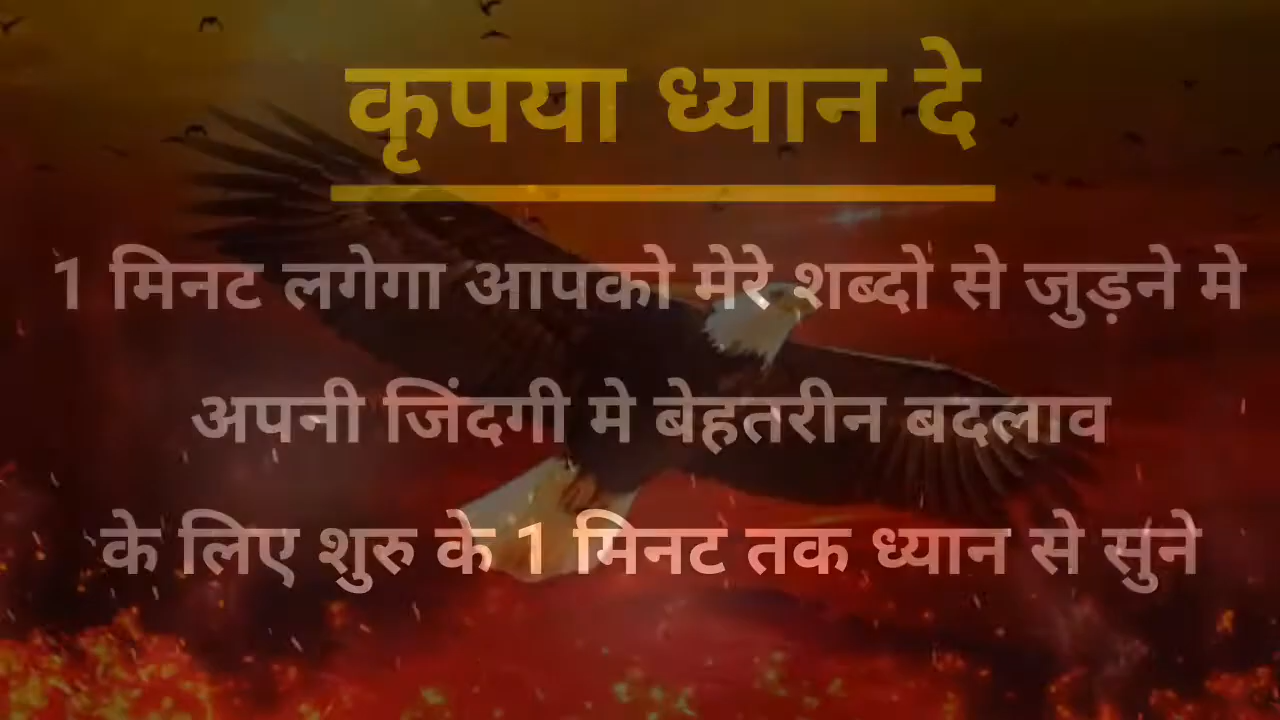 कृपया ध्यान दे
1 मिनट लगेगा आपको मेरे शब्दों से जुड़ने मे
अपनी जिंदगी मे बेहतरीन बदलाव
के लिए शुरु के 1 मिनट तक ध्यान से सुने